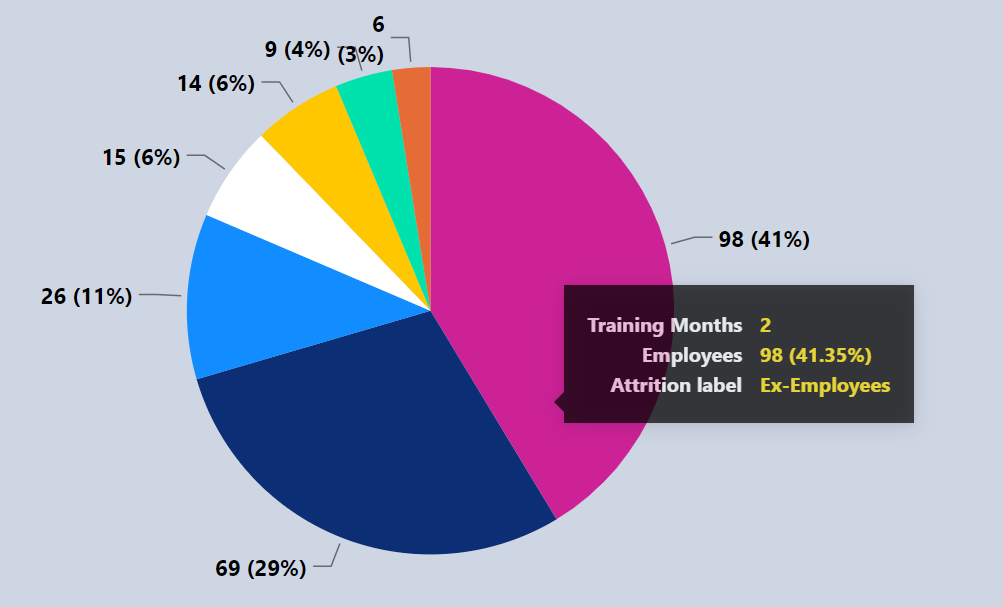 6
(3%)
9 (4%)
14 (6%)
15 (6%)
98 (41%)
26 (11%)
69 (29%)
Training Months 2
Employees 98 (41.35%)
Attrition label Ex-Employees